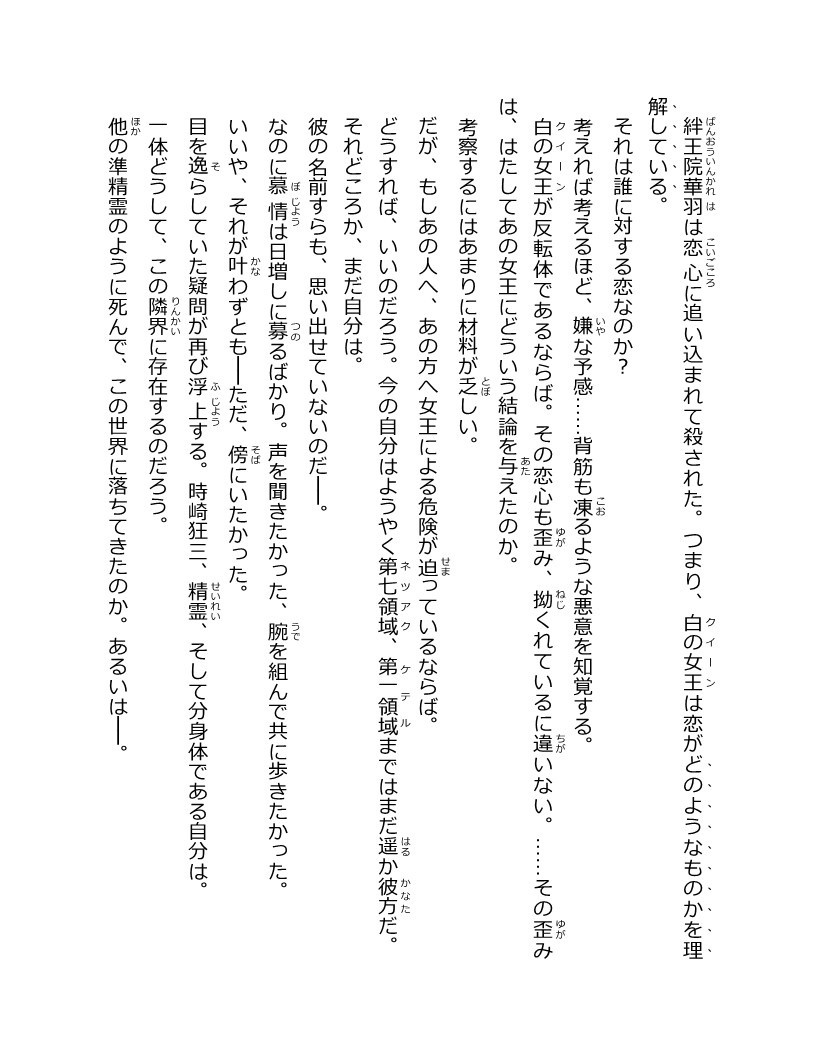 絆王院華羽は恋心に追い込まれて殺された。つまり、白の女王は恋がどのようなものかを理
解している。
それは誰に対する恋なのか？
考えれば考えるほど、嫌な予感……背筋も凍るような悪意を知覚する。
白の女王が反転体であるならば。その恋心も歪み、拗くれているに違いない。……その歪み
は、はたしてあの女王にどういう結論を与えたのか。
考察するにはあまりに材料が乏しい。
だが、もしあの人へ、あの方へ女王による危険が迫っているならば。
どうすれば、いいのだろう。今の自分はようやく第七領域、第一領域まではまだ遥か彼方だ。
それどころか、まだ自分は。
彼の名前すらも、思い出せていないのだ――。
なのに慕情は日増しに募るばかり。声を聞きたかった、腕を組んで共に歩きたかった。
いいや、それが叶わずとも――ただ、傍にいたかった。
目を逸らしていた疑問が再び浮上する。時崎狂三、精霊、そして分身体である自分は。
一体どうして、この隣界に存在するのだろう。
他の準精霊のように死んで、この世界に落ちてきたのか。あるいは――。